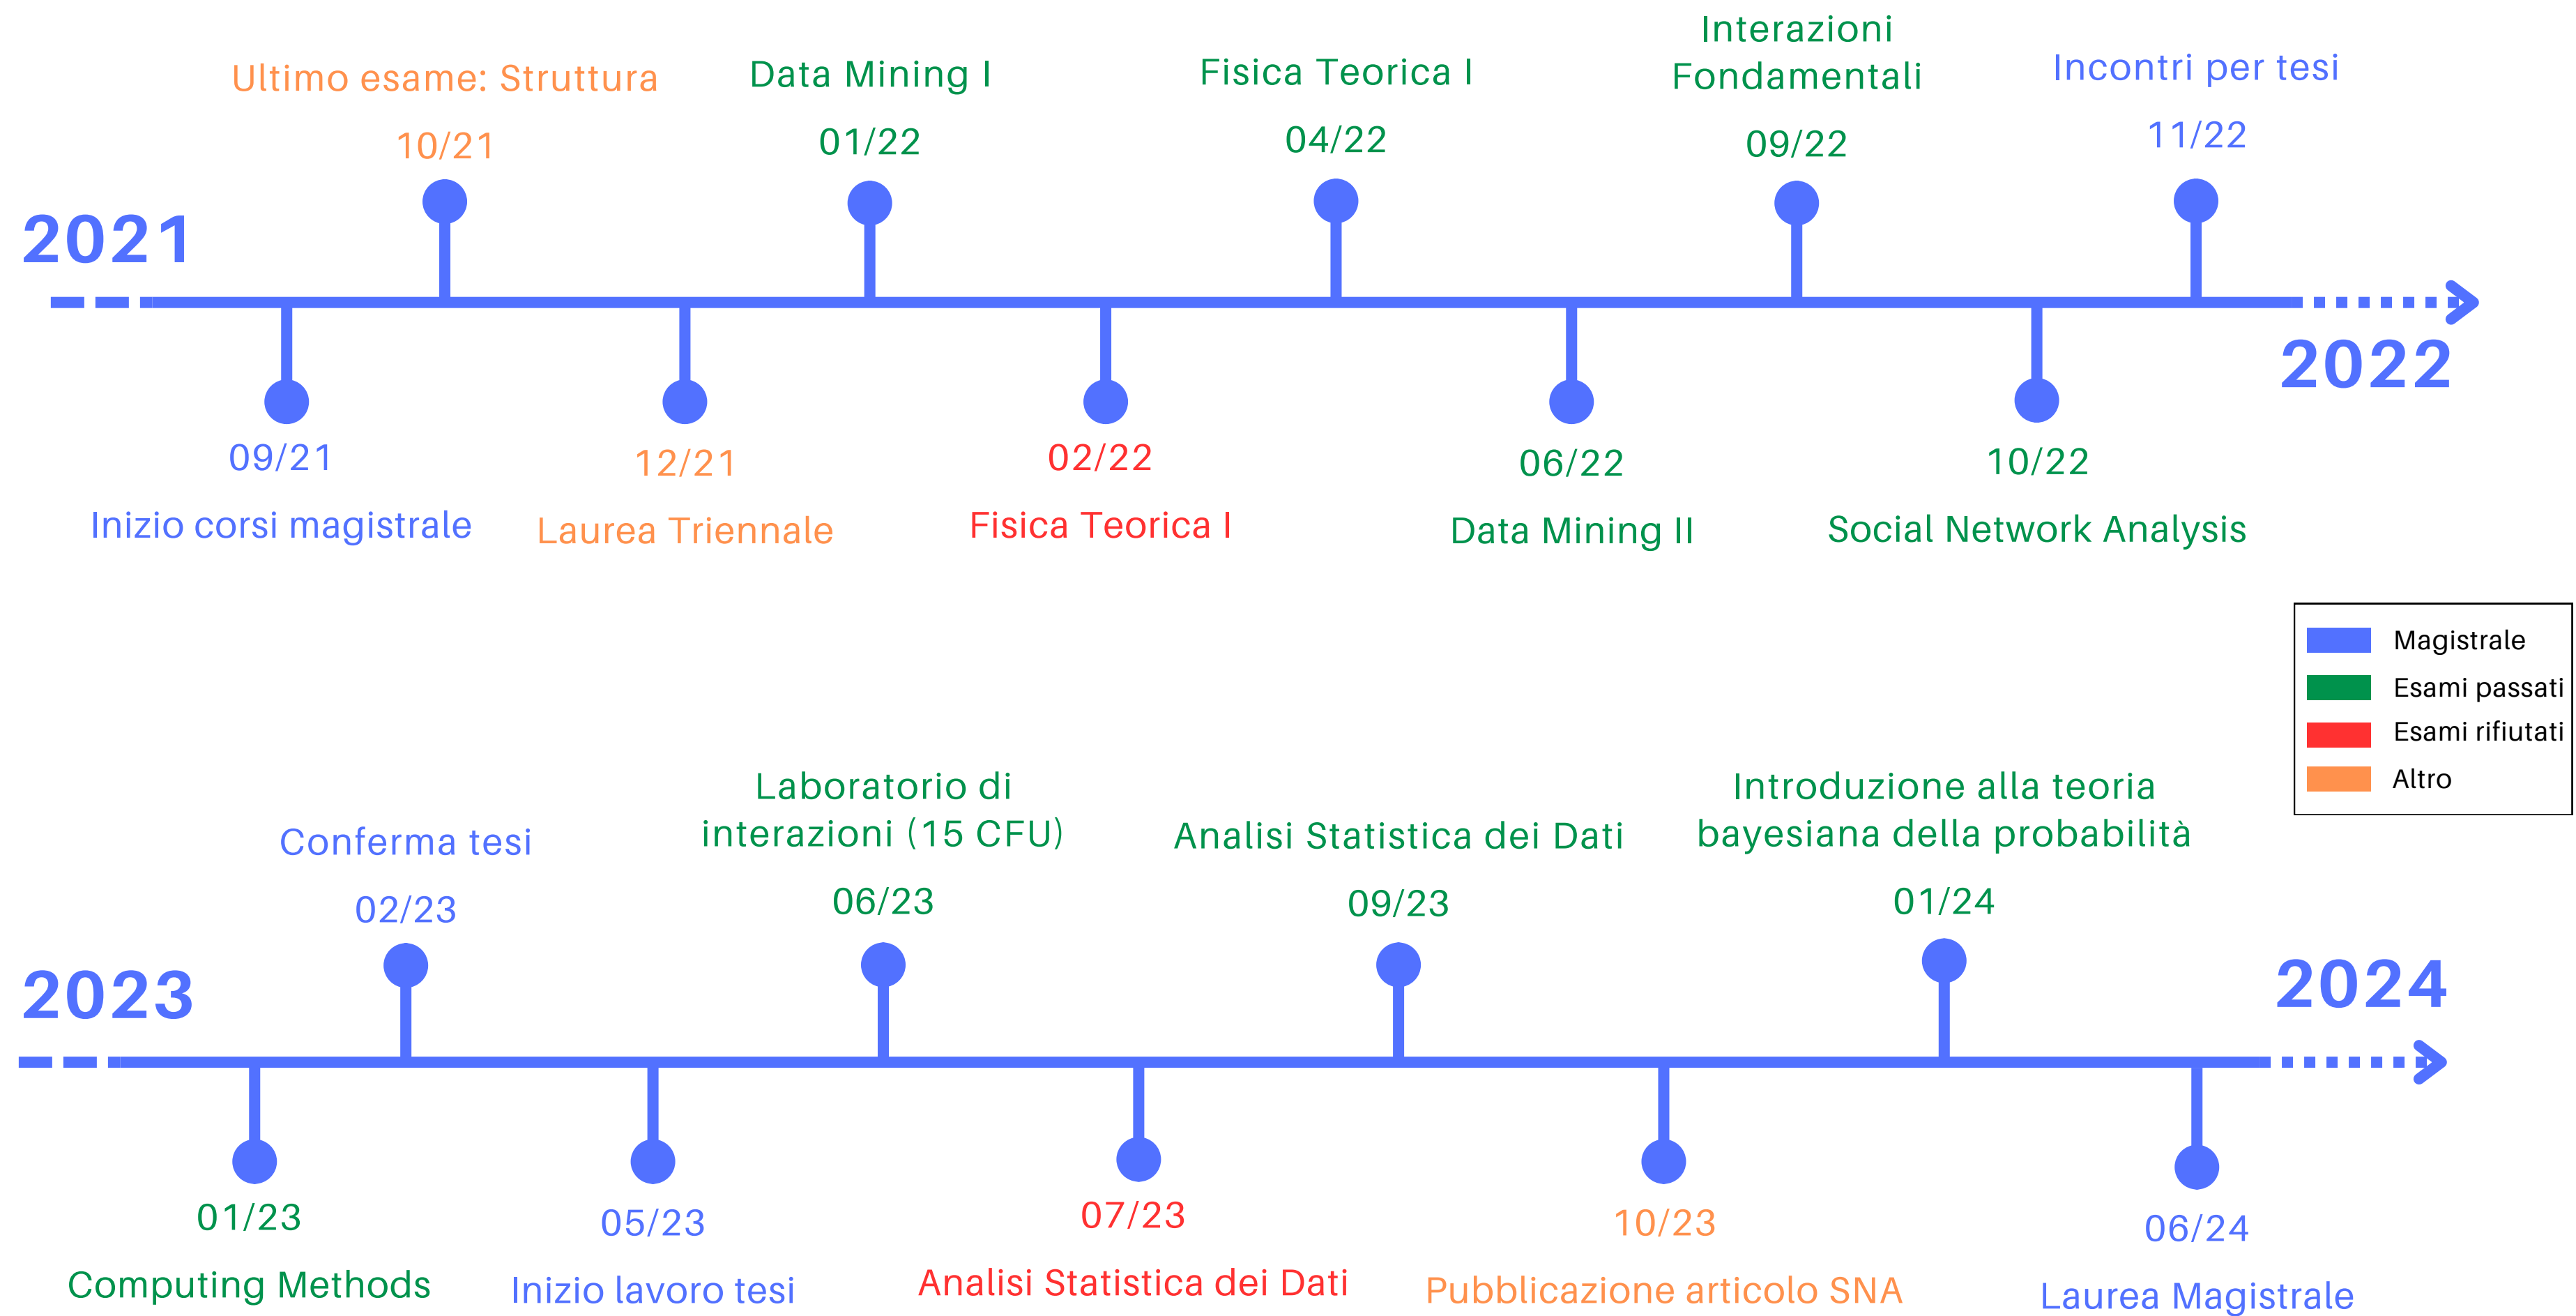 Ultimo esame: Struttura
10/21
Data Mining I
01/22
Fisica Teorica I
04/22
Interazioni
Fondamentali
09/22
Incontri per tesi
11/22
2021
2022
09/21
Inizio corsi magistrale
12/21
Laurea Triennale
02/22
Fisica Teorica I
06/22
Data Mining II
10/22
Social Network Analysis
Magistrale
Esami passati
Esami rifiutati
Altro
Conferma tesi
02/23
Laboratorio di
interazioni (15 CFU)
06/23
Analisi Statistica dei Dati
09/23
Introduzione alla teoria
bayesiana della probabilità
01/24
2023
2024
01/23
Computing Methods
05/23
Inizio lavoro tesi
07/23
Analisi Statistica dei Dati
10/23
Pubblicazione articolo SNA
06/24
Laurea Magistrale